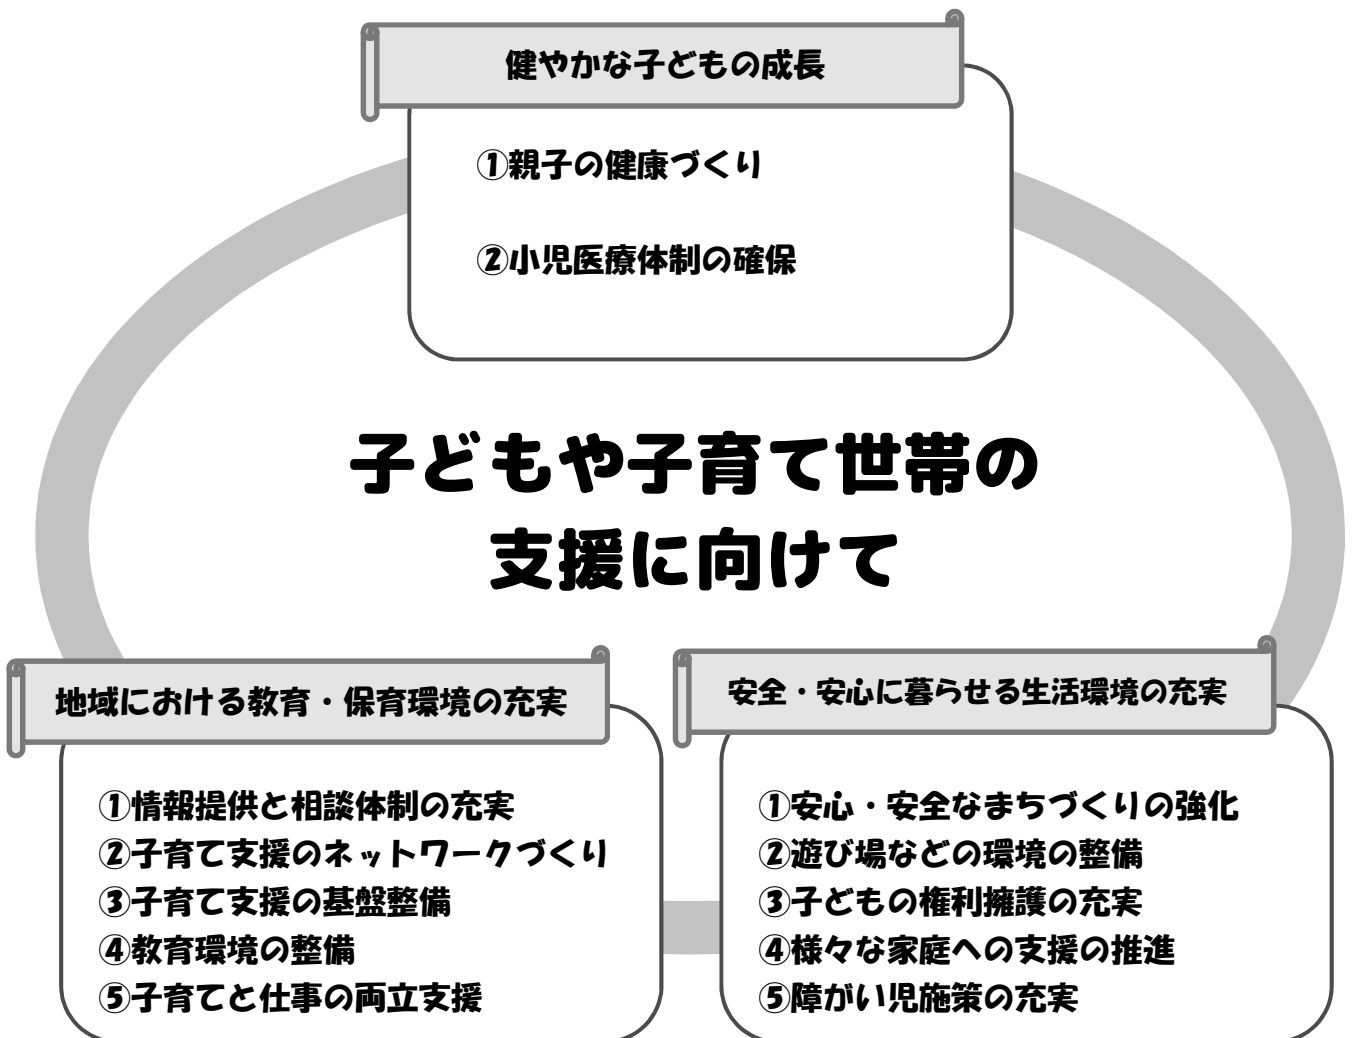 健やかな子どもの成長
①親子の健康づくり
②小児医療体制の確保
子どもや子育て世帯の
支援に向けて
地域における教育・保育環境の充実
①情報提供と相談体制の充実
②子育て支援のネットワークづくり
③子育て支援の基盤整備
④教育環境の整備
⑤子育てと仕事の両立支援
安全・安心に暮らせる生活環境の充実
①安心・安全なまちづくりの強化
②遊び場などの環境の整備
③子どもの権利擁護の充実
④様々な家庭への支援の推進
⑤障がい児施策の充実